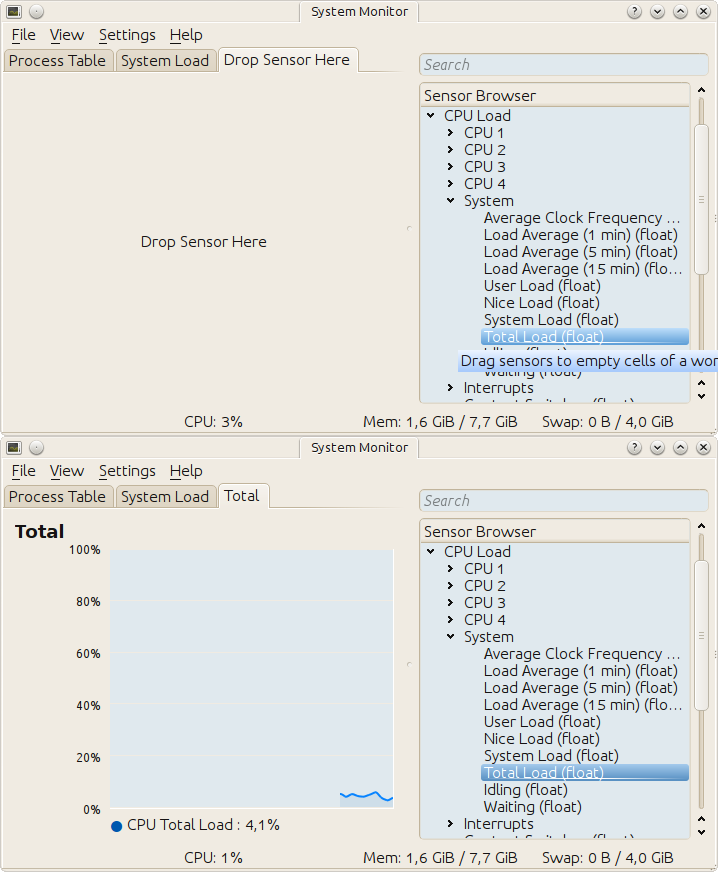 System Monitor
File View Settings Help
Process Table System Load Drop Sensor Here
Search
Sensor Browser
CPU Load
CPU 1
CPU 2
CPU 3
CPU 4
System
Average Clock Frequency ...
Drop Sensor Here
Load Average (1 min) (float)
Load Average (5 min) (float)
Load Average (15 min) (flo...
User Load (float)
Nice Load (float)
System Load (float)
Total Load (float)
Drag sensors to empty cells of a wor
Waiting (float)
Interrupts
CPU: 3% Mem: 1,6 GiB / 7,7 GiB Swap: 0 B / 4,0 GiB
System Monitor
File View Settings Help
Process Table System Load Total
Search
Total
100%
80%
60%
40%
20%
0%
CPU Total Load : 4,1%
Sensor Browser
CPU Load
CPU 1
CPU 2
CPU 3
CPU 4
System
Average Clock Frequency ...
Load Average (1 min) (float)
Load Average (5 min) (float)
Load Average (15 min) (flo...
User Load (float)
Nice Load (float)
System Load (float)
Total Load (float)
Idling (float)
Waiting (float)
Interrupts
CPU: 1% Mem: 1,6 GiB / 7,7 GiB Swap: 0 B / 4,0 GiB